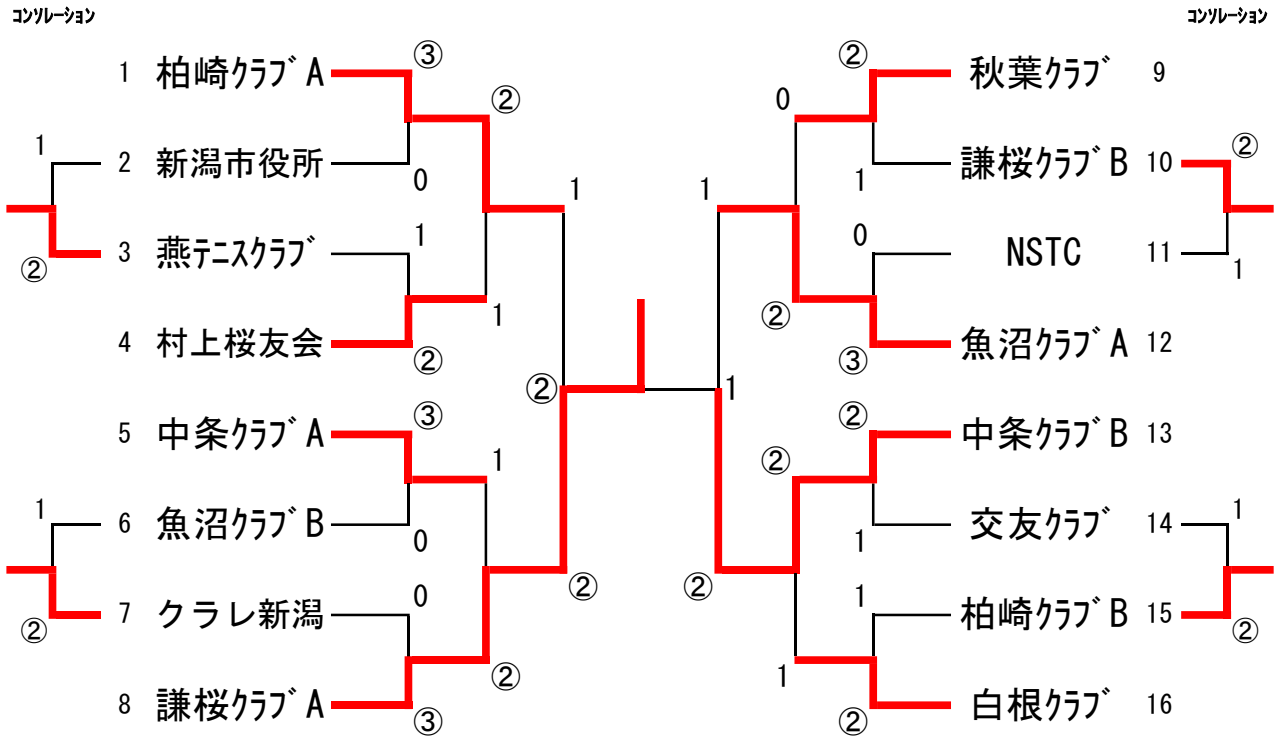 コンソレーション コンソレーション
③ ②
1 柏崎クラブA 秋葉クラブ 9
② 0
1 ②
2 新潟市役所 謙桜クラブB 10
0 1 1 1
1 0
② 3 燕テニスクラブ NSTC 11 1
1 ②
4 村上桜友会 魚沼クラブA 12
② ③
② 1
③ ②
5 中条クラブA 中条クラブB 13
1 ②
1 1
6 魚沼クラブB 交友クラブ 14
0 1
② ②
0 1
7 クラレ新潟 柏崎クラブB 15
② ②
② 1
8 謙桜クラブA 白根クラブ 16
③ ②